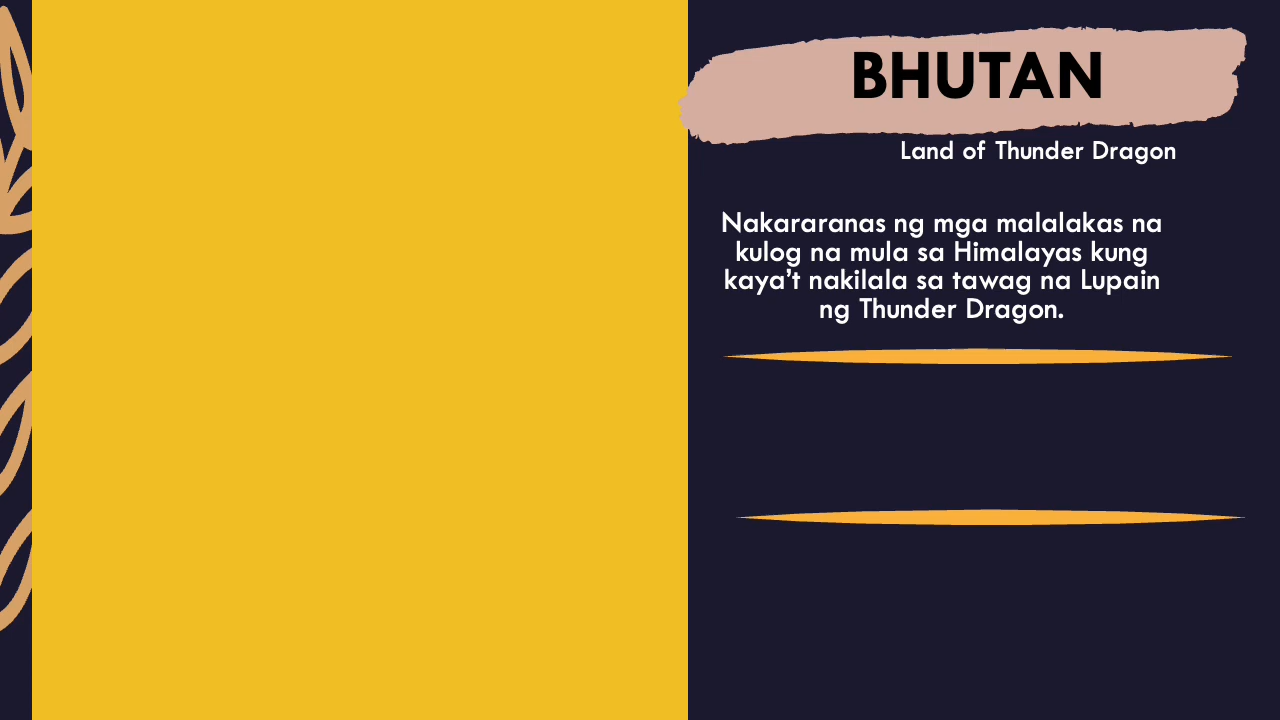 BHUTAN
Land of Thunder Dragon
Nakararanas ng mga malalakas na
kulog na mula sa Himalayas kung
kaya’t nakilala sa tawag na Lupain
ng Thunder Dragon.